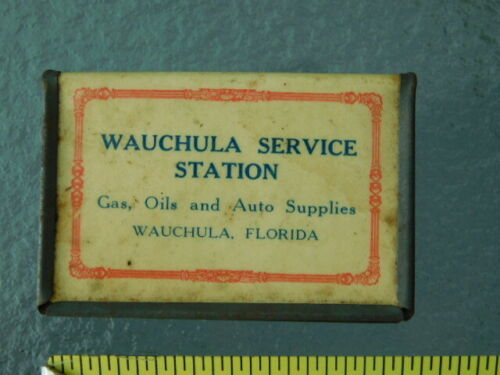 WAUCHULA SERVICE
STATION
Gas, Oils and Auto Supplies
WAUCHULA, FLORIDA